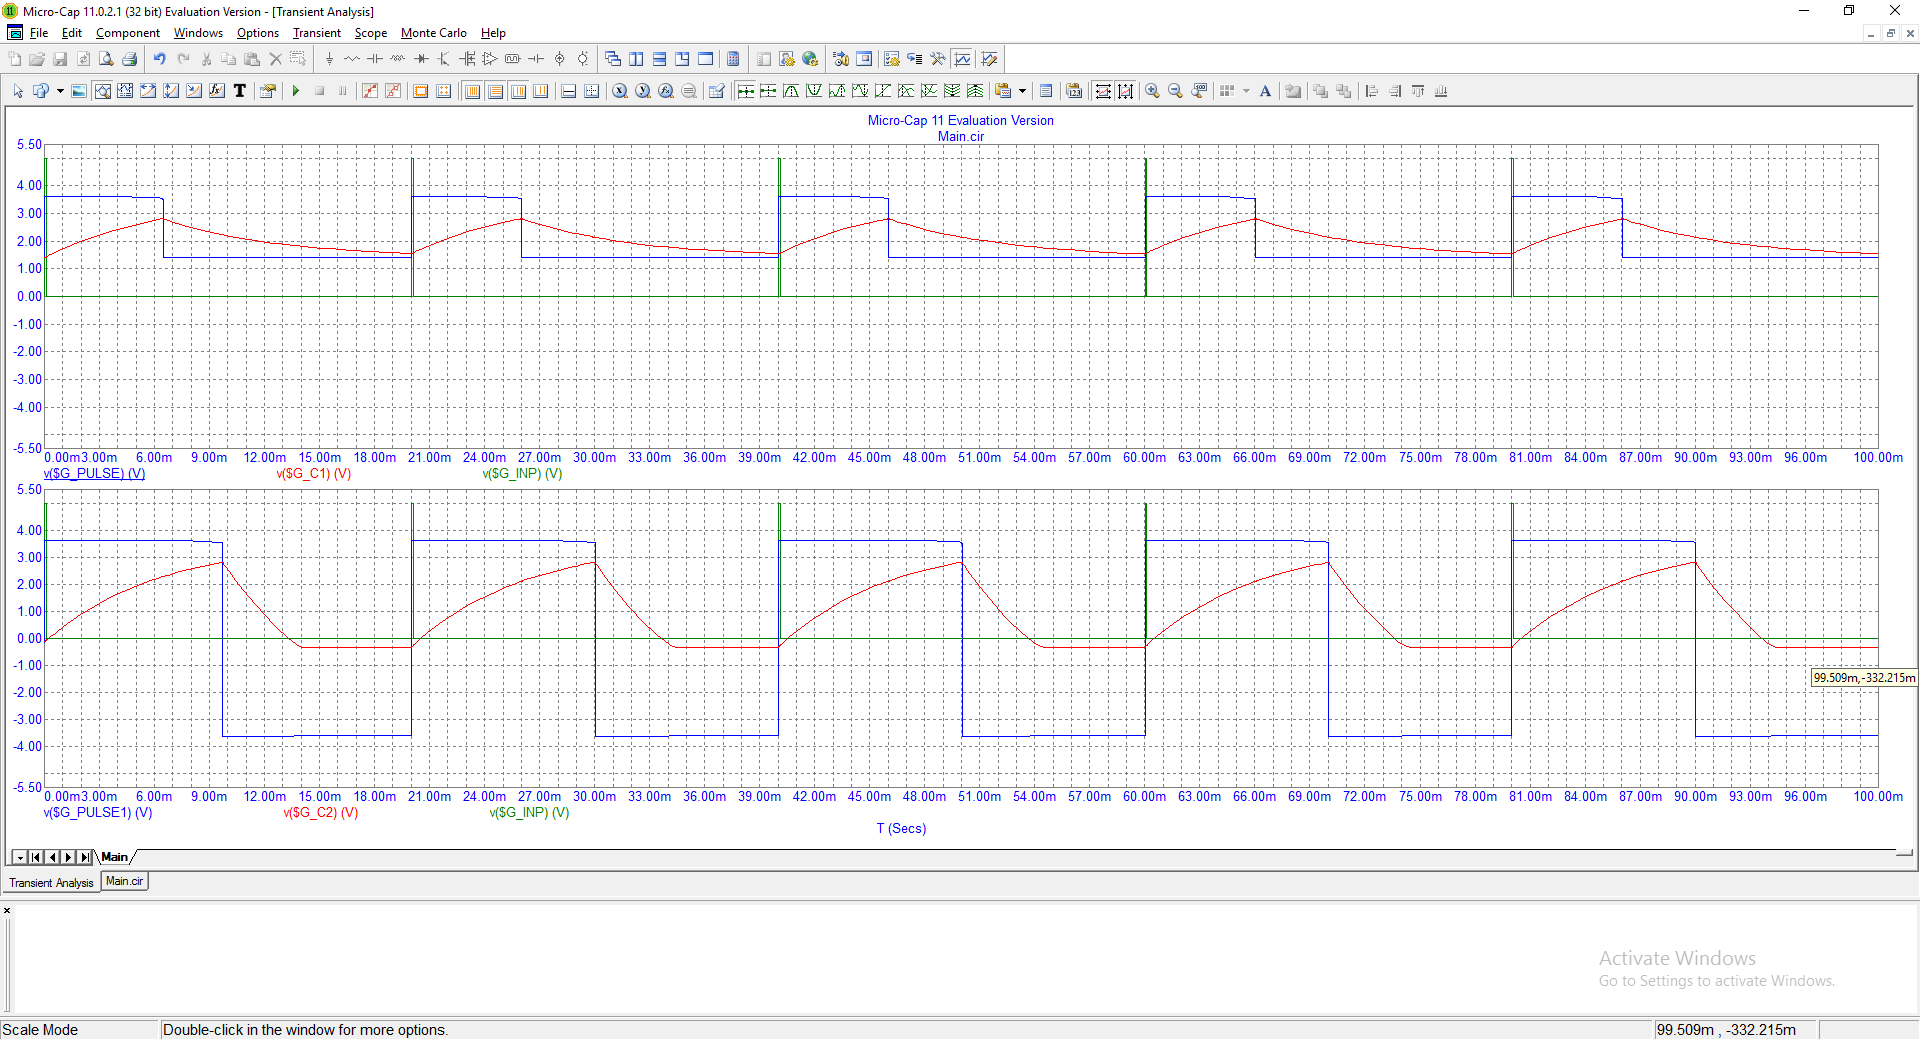 Micro-Cap 11.0.2.1 (32 bit) Evaluation Version - [Transient Analysis]
File Edit Component Windows Options Transient Scope Monte Carlo Help
Micro-Cap 11 Evaluation Version
Main.cir
5.50
4.00
3.00
2.00
1.00
0.00
-1.00
-2.00
-3.00
-4.00
-5.50
0.00m 3.00m 6.00m 9.00m 12.00m 15.00m 18.00m 21.00m 24.00m 27.00m 30.00m 33.00m 36.00m 39.00m 42.00m 45.00m 48.00m 51.00m 54.00m 57.00m 60.00m 63.00m 66.00m 69.00m 72.00m 75.00m 78.00m 81.00m 84.00m 87.00m 90.00m 93.00m 96.00m 100.00m
v($G_PULSE) (V) v($G_C1) (V) v($G_INP) (V)
5.50
4.00
3.00
2.00
1.00
0.00
-1.00
-2.00
-3.00
-4.00
-5.50
99.509m,-332.215m
0.00m 3.00m 6.00m 9.00m 12.00m 15.00m 18.00m 21.00m 24.00m 27.00m 30.00m 33.00m 36.00m 39.00m 42.00m 45.00m 48.00m 51.00m 54.00m 57.00m 60.00m 63.00m 66.00m 69.00m 72.00m 75.00m 78.00m 81.00m 84.00m 87.00m 90.00m 93.00m 96.00m 100.00m
v($G_PULSE1) (V) v($G_C2) (V) v($G_INP) (V)
T (Secs)
Main
Transient Analysis Main.cir
Activate Windows
Go to Settings to activate Windows.
Scale Mode Double-click in the window for more options. 99.509m , -332.215m